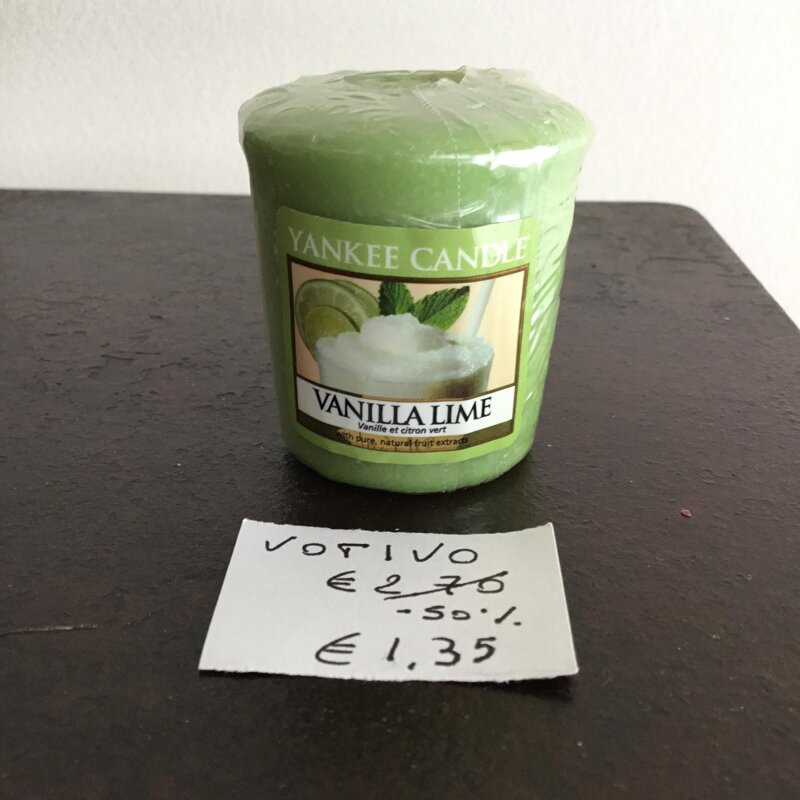 YANKEE CANDLE
VANILLA LIME
Vanille et citron vert
with pure, natural fruit extracts
VOTIVO
€ 2,70
-50%
€ 1,35